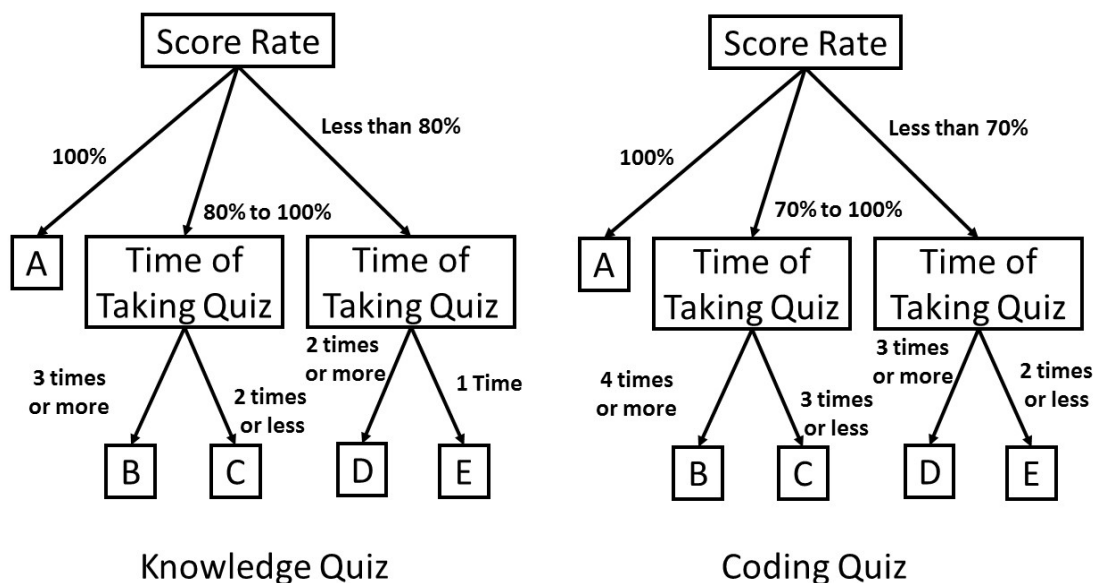 Score Rate
100%
Less than 80%
80% to 100%
A
Time of
Taking Quiz
Time of
Taking Quiz
3 times
or more
2 times
or less
2 times
or more
1 Time
B
C
D
E
Knowledge Quiz
Score Rate
100%
Less than 70%
70% to 100%
A
Time of
Taking Quiz
Time of
Taking Quiz
4 times
or more
3 times
or less
3 times
or more
2 times
or less
B
C
D
E
Coding Quiz